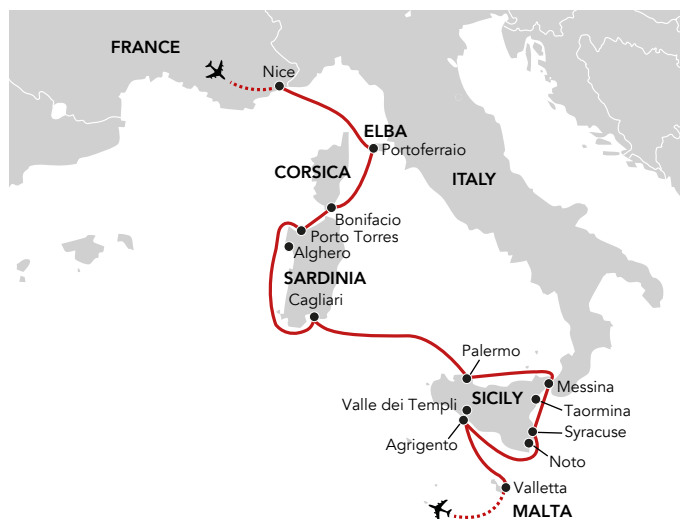 FRANCE
Nice
ELBA
Portoferraio
CORSICA
ITALY
Bonifacio
Porto Torres
Alghero
SARDINIA
Cagliari
Palermo
Messina
SICILY
Valle dei Templi
Taormina
Agrigento
Syracuse
Noto
Valletta
MALTA